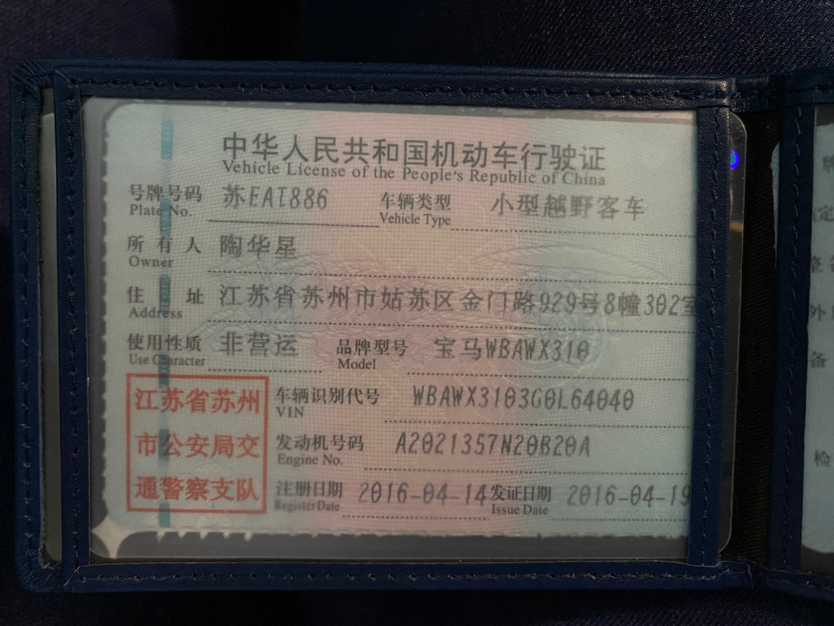 中华人民共和国机动车行驶证
Vehicle License of the People's Republic of China
号牌号码 苏EAT886 车辆类型 小型越野客车
Plate No. Vehicle Type
所有人 陶华星
Owner
住址 江苏省苏州市姑苏区金门路929号8幢302室
Address
使用性质 非营运 品牌型号 宝马WBAWX310
Use Character Model
江苏省苏州
市公安局交
通警察支队
车辆识别代号 WBAWX3103G0L64040
VIN
发动机号码 A2021357N20B20A
Engine No.
注册日期 2016-04-14 发证日期 2016-04-19
Register Date Issue Date